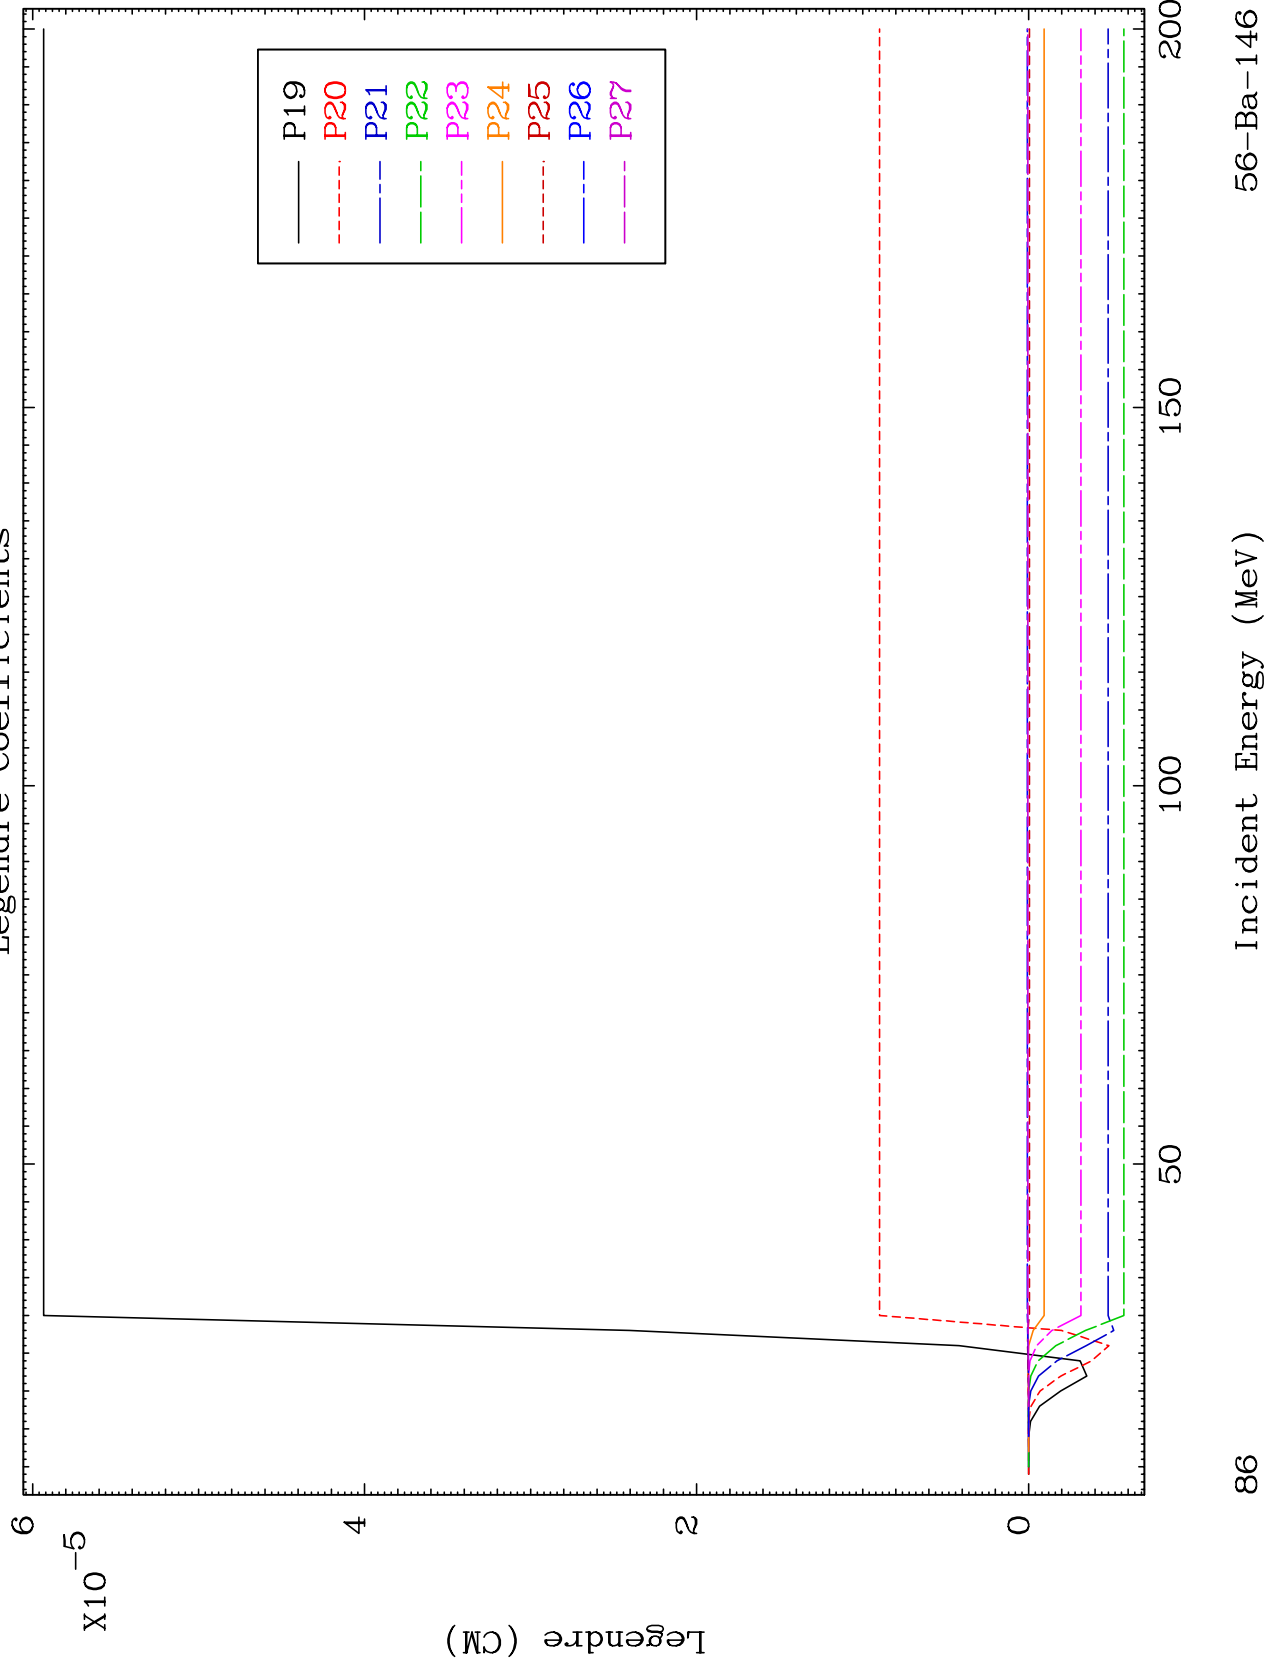 Legendre Coefficients
X10-5
6
4
2
0
Legendre (CM)
P19
P20
P21
P22
P23
P24
P25
P26
P27
50
100
150
200
Incident Energy (MeV)
86
56-Ba-146